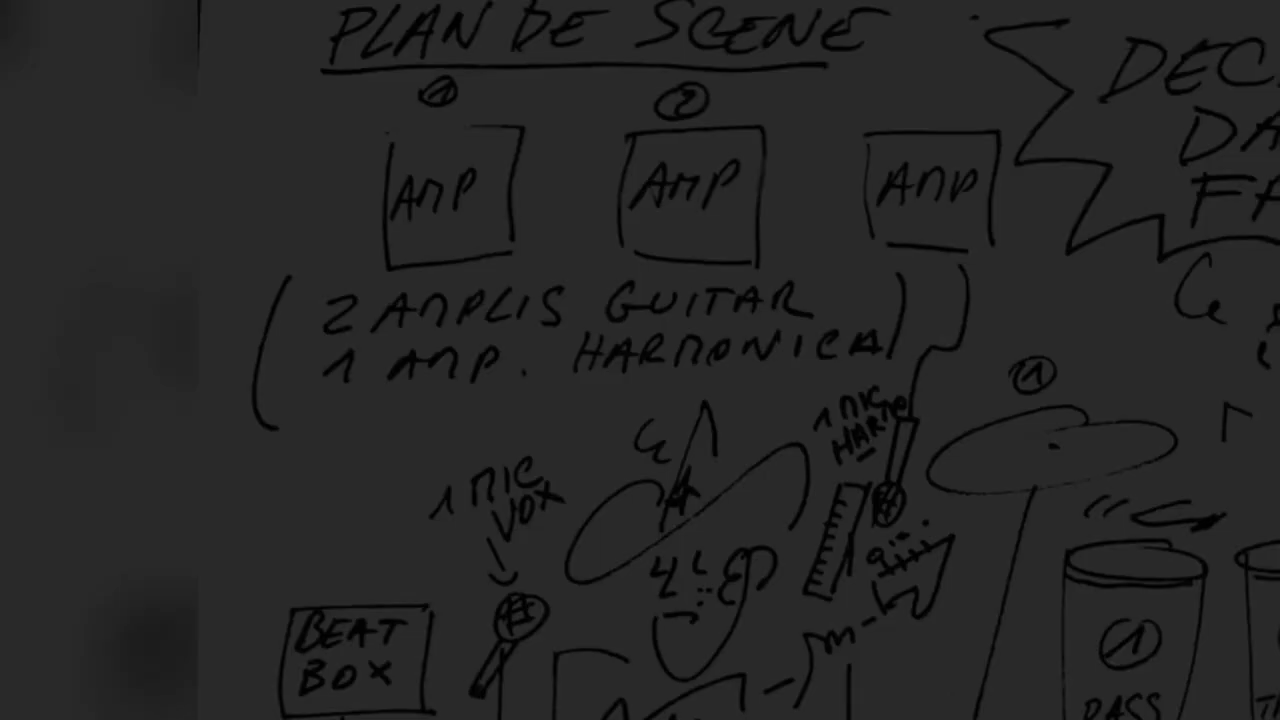 PLAN DE SCENE
1 2
AMP AMP AMP
(2 AMPLIS GUITAR
1 AMP. HARMONICA)
1 MIC
HARMO
1
1 MIC
VOX
BEAT
BOX
1